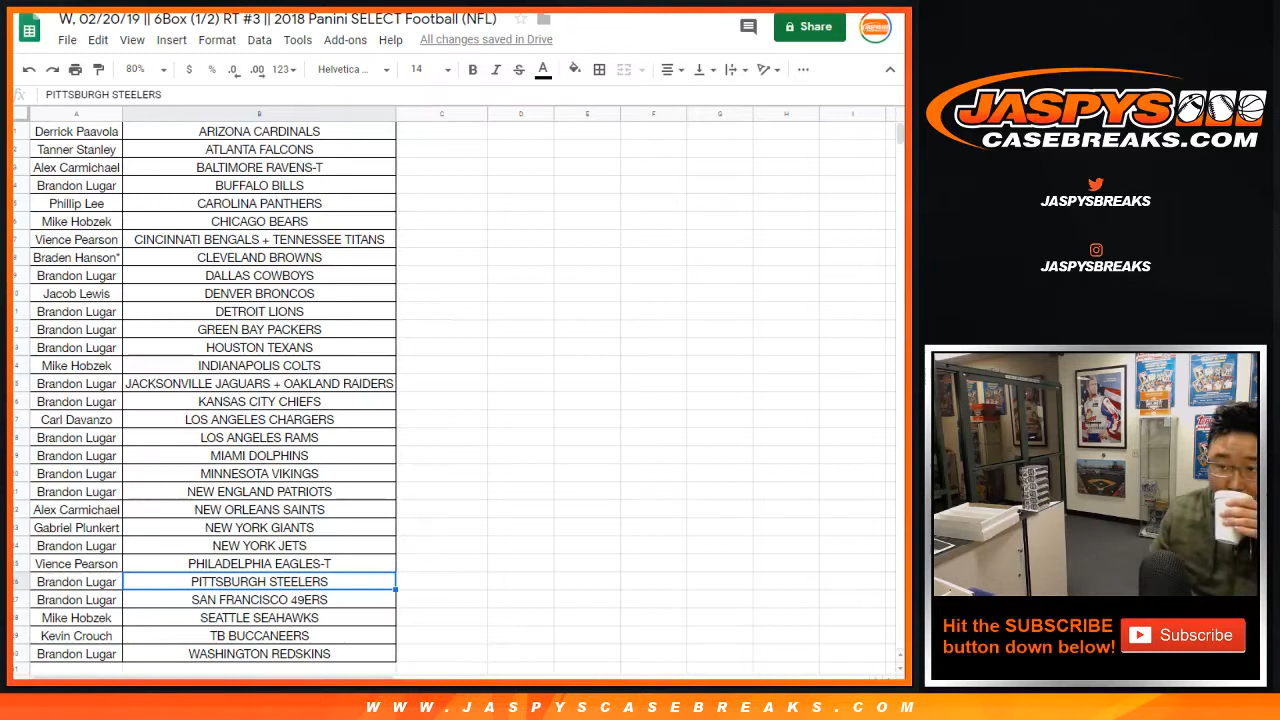 W, 02/20/19 || 6Box (1/2) RT #3 || 2018 Panini SELECT Football (NFL)
File Edit View Insert Format Data Tools Add-ons Help All changes saved in Drive
Share
80% $ % .0 .00 123 Helvetica ... 14 B I S A
fx PITTSBURGH STEELERS
A B C D E F G H I
Derrick Paavola ARIZONA CARDINALS
Tanner Stanley ATLANTA FALCONS
Alex Carmichael BALTIMORE RAVENS-T
Brandon Lugar BUFFALO BILLS
Phillip Lee CAROLINA PANTHERS
Mike Hobzek CHICAGO BEARS
Vience Pearson CINCINNATI BENGALS + TENNESSEE TITANS
Braden Hanson* CLEVELAND BROWNS
Brandon Lugar DALLAS COWBOYS
Jacob Lewis DENVER BRONCOS
Brandon Lugar DETROIT LIONS
Brandon Lugar GREEN BAY PACKERS
Brandon Lugar HOUSTON TEXANS
Mike Hobzek INDIANAPOLIS COLTS
Brandon Lugar JACKSONVILLE JAGUARS + OAKLAND RAIDERS
Brandon Lugar KANSAS CITY CHIEFS
Carl Davanzo LOS ANGELES CHARGERS
Brandon Lugar LOS ANGELES RAMS
Brandon Lugar MIAMI DOLPHINS
Brandon Lugar MINNESOTA VIKINGS
Brandon Lugar NEW ENGLAND PATRIOTS
Alex Carmichael NEW ORLEANS SAINTS
Gabriel Plunkert NEW YORK GIANTS
Brandon Lugar NEW YORK JETS
Vience Pearson PHILADELPHIA EAGLES-T
Brandon Lugar PITTSBURGH STEELERS
Brandon Lugar SAN FRANCISCO 49ERS
Mike Hobzek SEATTLE SEAHAWKS
Kevin Crouch TB BUCCANEERS
Brandon Lugar WASHINGTON REDSKINS
JASPYS
CASEBREAKS.COM
JASPYSBREAKS
JASPYSBREAKS
Hit the SUBSCRIBE
button down below!
Subscribe
WWW.JASPYSCASEBREAKS.COM